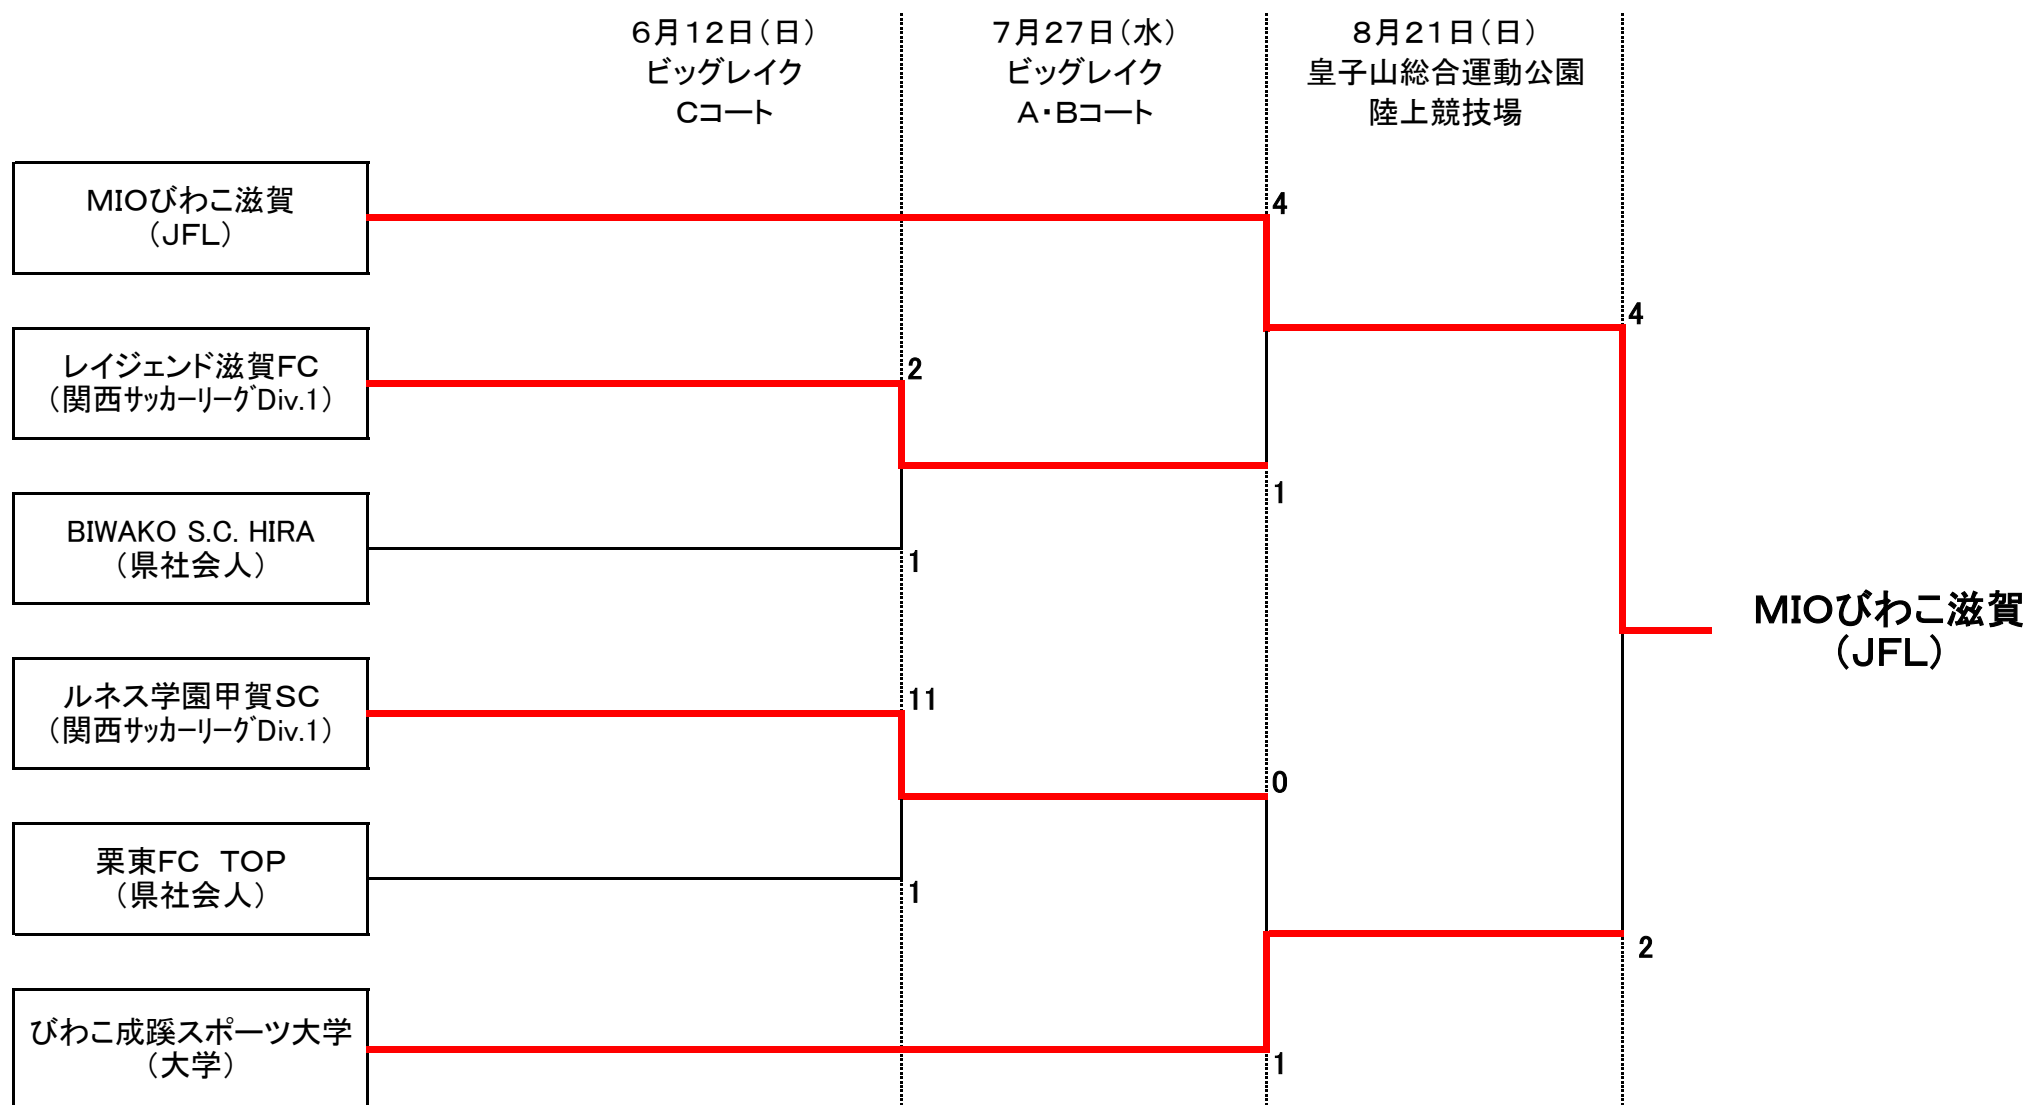 6月12日(日)
ビッグレイク
Cコート
7月27日(水)
ビッグレイク
A・Bコート
8月21日(日)
皇子山総合運動公園
陸上競技場
MIOびわこ滋賀
(JFL)
4
4
レイジェンド滋賀FC
(関西サッカーリーグDiv.1)
2
1
BIWAKO S.C. HIRA
(県社会人)
1
MIOびわこ滋賀
(JFL)
ルネス学園甲賀SC
(関西サッカーリーグDiv.1)
11
0
栗東FC TOP
(県社会人)
1
2
びわこ成蹊スポーツ大学
(大学)
1